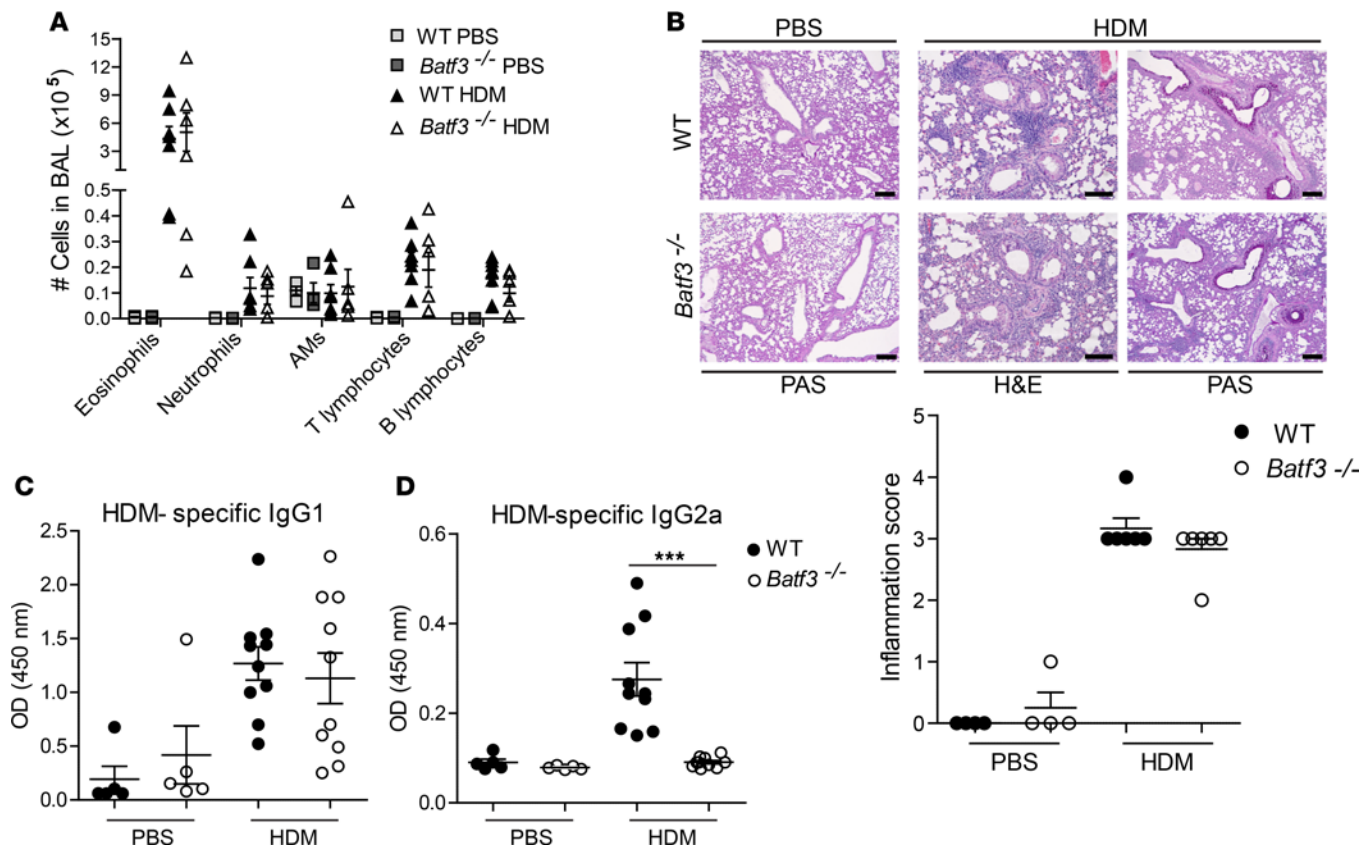 A
# Cells in BAL (x10 5)
15
12
9
6
3
0.5
0.4
0.3
0.2
0.1
0.0
Eosinophils
Neutrophils
AMs
T lymphocytes
B lymphocytes
WT PBS
Batf3 -/- PBS
WT HDM
Batf3 -/- HDM
B
PBS
HDM
WT
Batf3 -/-
PAS
H&E
PAS
Inflammation score
5
4
3
2
1
0
PBS
HDM
WT
Batf3 -/-
C
HDM- specific IgG1
OD (450 nm)
2.5
2.0
1.5
1.0
0.5
0.0
PBS
HDM
D
HDM-specific IgG2a
OD (450 nm)
0.6
0.4
0.2
0.0
***
PBS
HDM
WT
Batf3 -/-